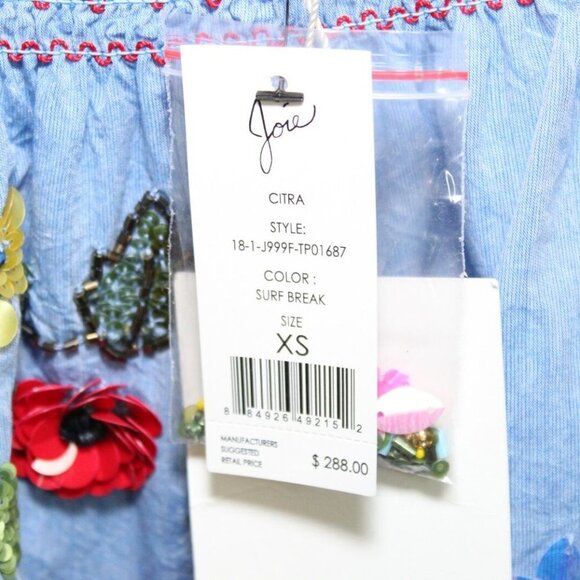 Joie
CITRA
STYLE:
18-1-J999F-TP01687
COLOR :
SURF BREAK
SIZE
XS
8 84926 49215 2
MANUFACTURERS
SUGGESTED
RETAIL PRICE
$ 288.00